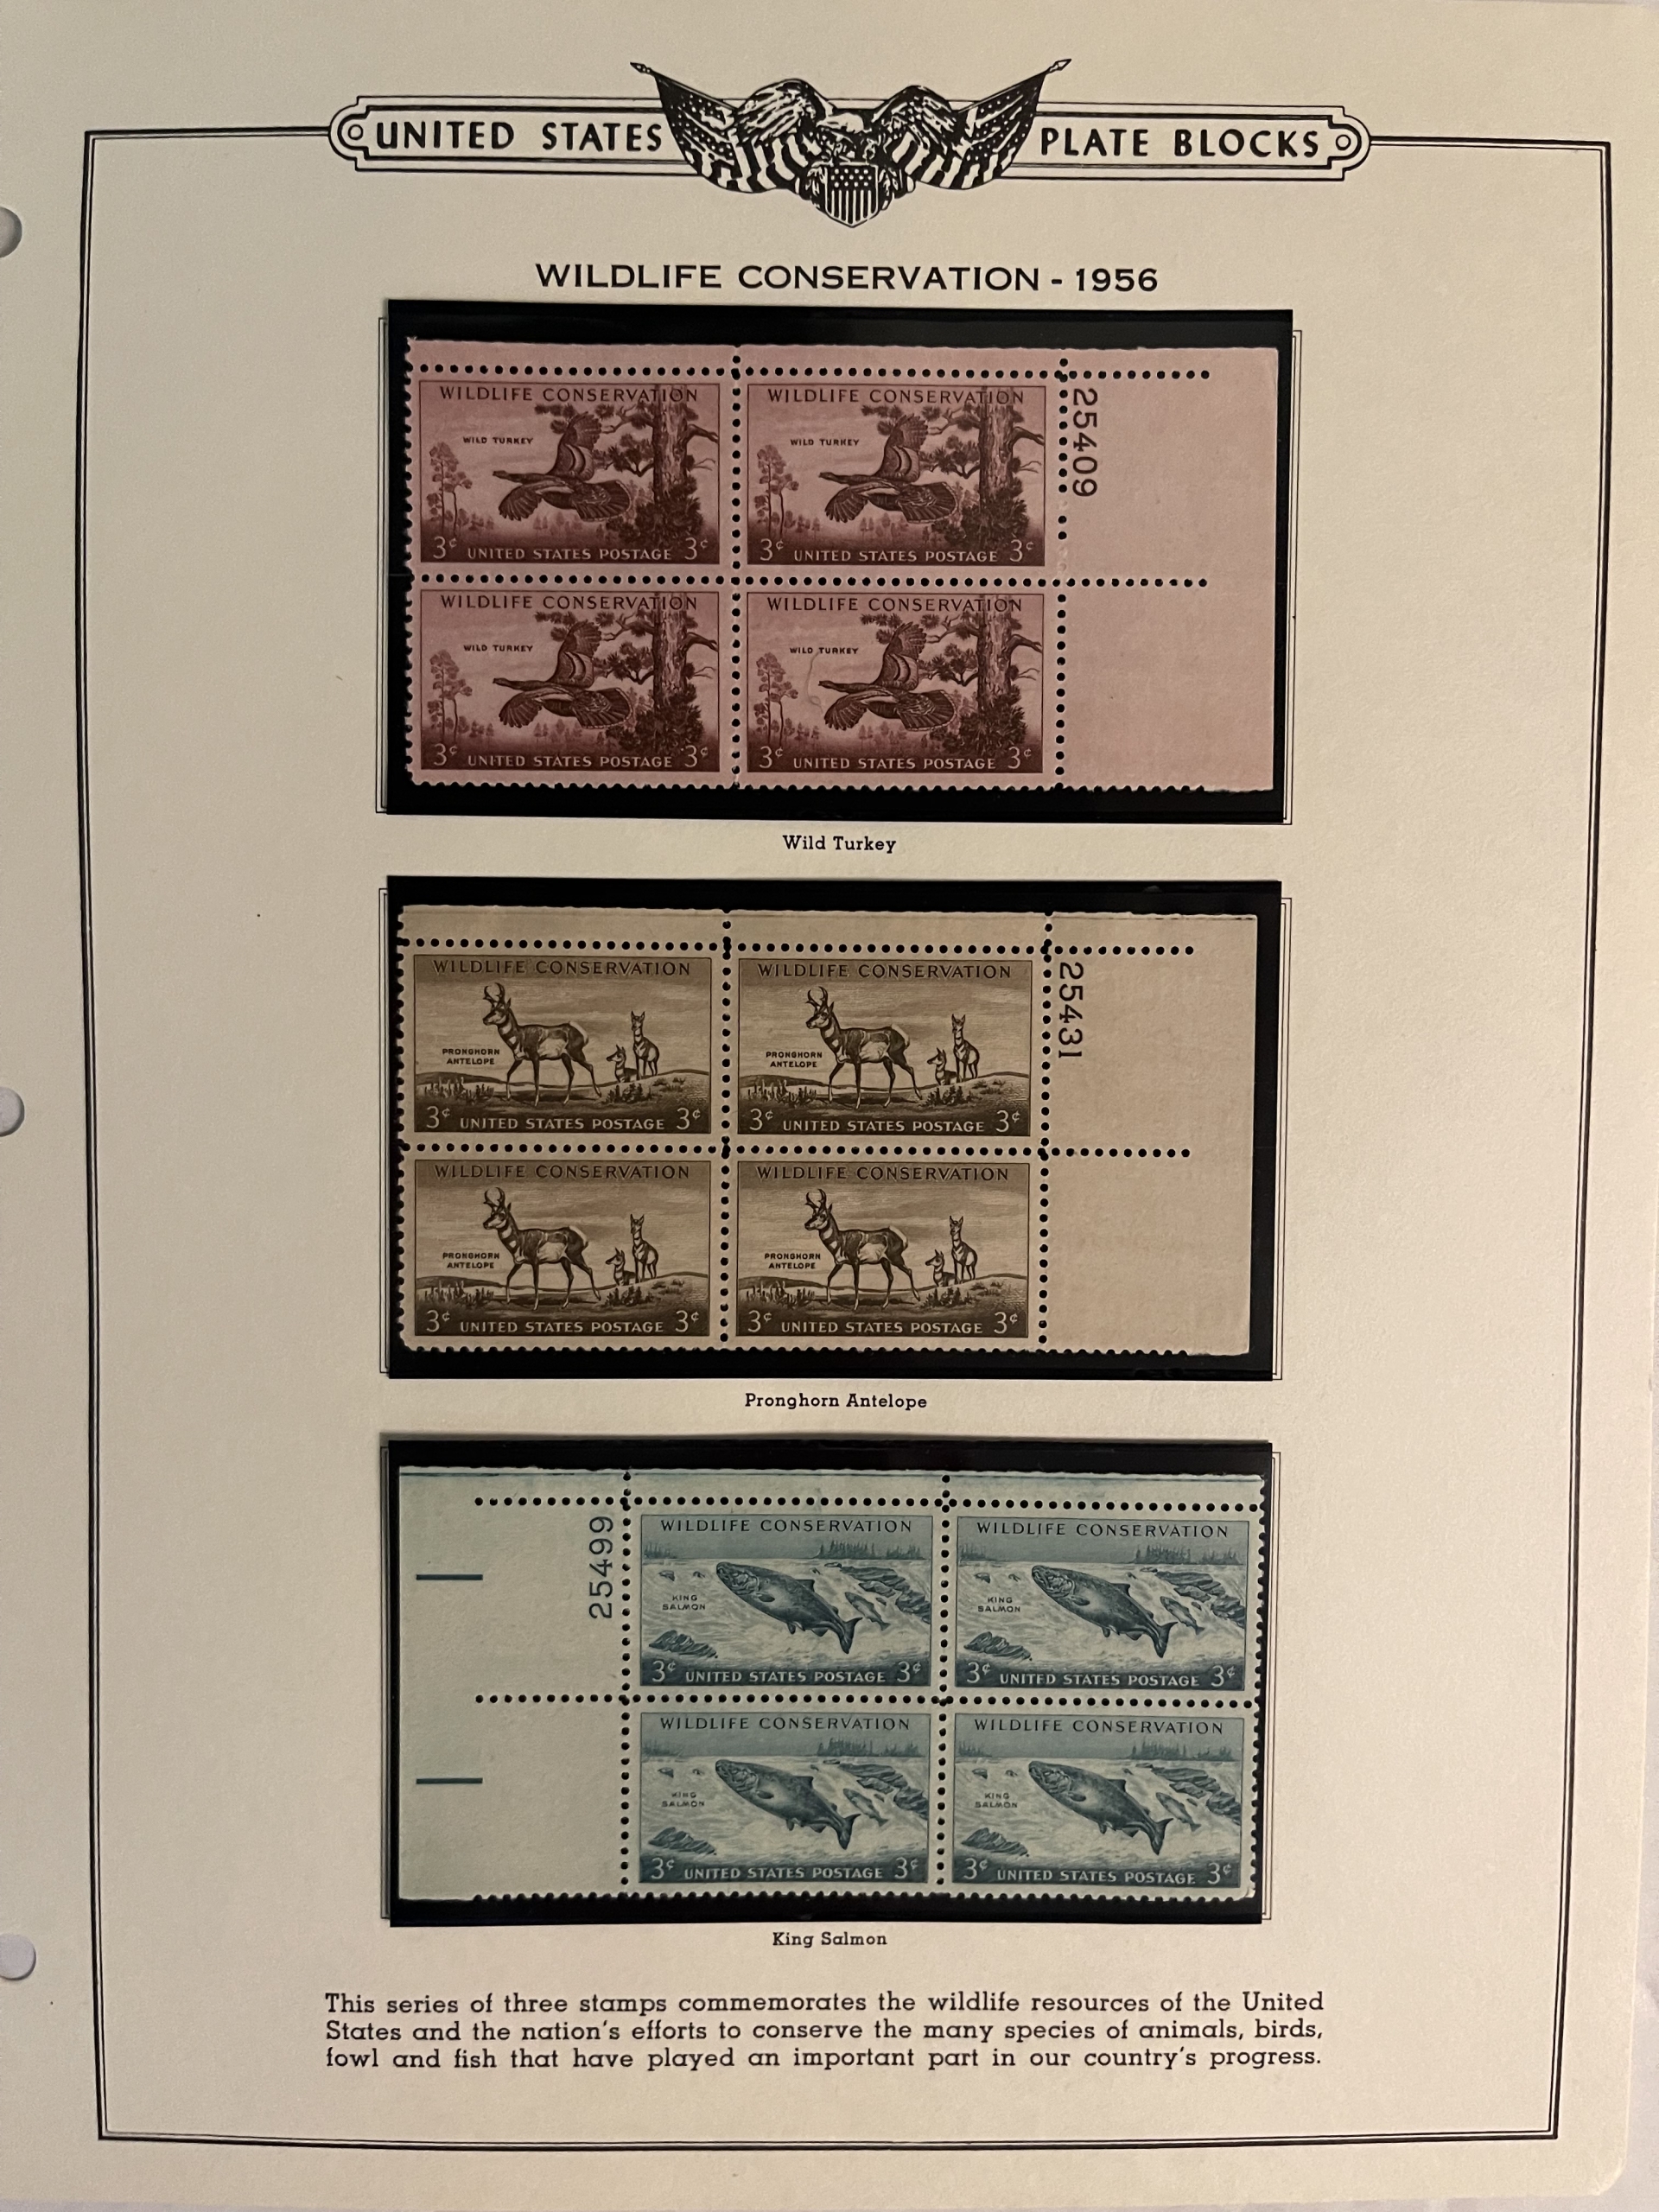 UNITED STATES PLATE BLOCKS
WILDLIFE CONSERVATION - 1956
WILDLIFE CONSERVATION WILDLIFE CONSERVATION
25409
WILD TURKEY WILD TURKEY
3¢ UNITED STATES POSTAGE 3¢ 3¢ UNITED STATES POSTAGE 3¢
WILDLIFE CONSERVATION WILDLIFE CONSERVATION
WILD TURKEY WILD TURKEY
3¢ UNITED STATES POSTAGE 3¢ 3¢ UNITED STATES POSTAGE 3¢
Wild Turkey
WILDLIFE CONSERVATION WILDLIFE CONSERVATION
25431
PRONGHORN PRONGHORN
ANTELOPE ANTELOPE
3¢ UNITED STATES POSTAGE 3¢ 3¢ UNITED STATES POSTAGE 3¢
WILDLIFE CONSERVATION WILDLIFE CONSERVATION
PRONGHORN PRONGHORN
ANTELOPE ANTELOPE
3¢ UNITED STATES POSTAGE 3¢ 3¢ UNITED STATES POSTAGE 3¢
Pronghorn Antelope
25499
WILDLIFE CONSERVATION WILDLIFE CONSERVATION
KING KING
SALMON SALMON
3¢ UNITED STATES POSTAGE 3¢ 3¢ UNITED STATES POSTAGE 3¢
WILDLIFE CONSERVATION WILDLIFE CONSERVATION
KING KING
SALMON SALMON
3¢ UNITED STATES POSTAGE 3¢ 3¢ UNITED STATES POSTAGE 3¢
King Salmon
This series of three stamps commemorates the wildlife resources of the United
States and the nation's efforts to conserve the many species of animals, birds,
fowl and fish that have played an important part in our country's progress.